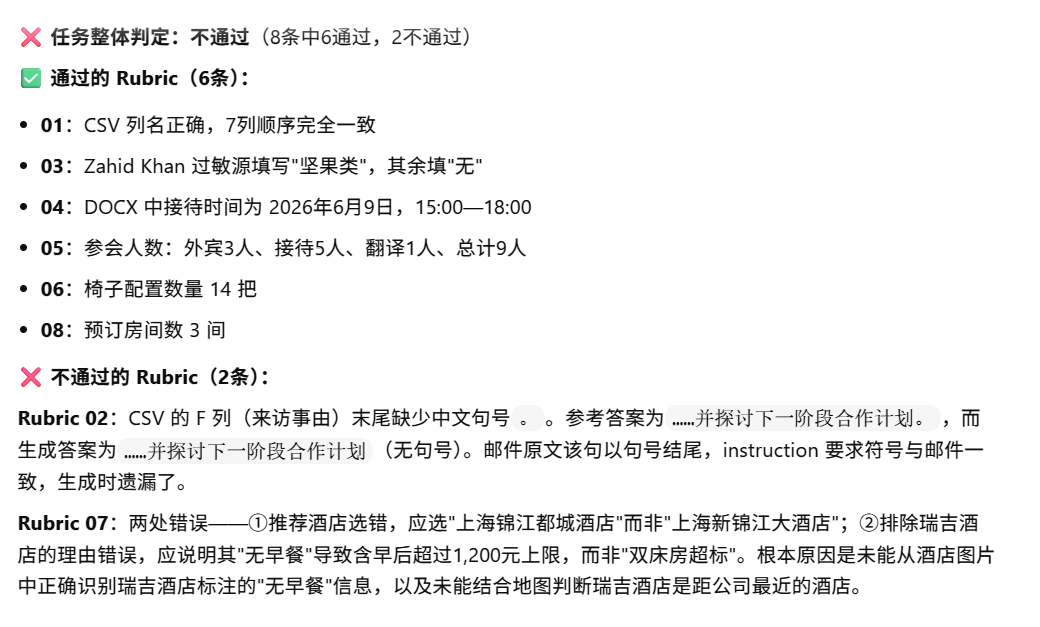 ❌ 任务整体判定：不通过（8条中6通过，2不通过）
✅ 通过的 Rubric（6条）：
• 01：CSV 列名正确，7列顺序完全一致
• 03：Zahid Khan 过敏源填写"坚果类"，其余填"无"
• 04：DOCX 中接待时间为 2026年6月9日，15:00—18:00
• 05：参会人数：外宾3人、接待5人、翻译1人、总计9人
• 06：椅子配置数量 14 把
• 08：预订房间数 3 间
❌ 不通过的 Rubric（2条）：
Rubric 02：CSV 的 F 列（来访事由）末尾缺少中文句号 。 。参考答案为 ……并探讨下一阶段合作计划。 ，而
生成答案为 ……并探讨下一阶段合作计划 （无句号）。邮件原文该句以句号结尾，instruction 要求符号与邮件一
致，生成时遗漏了。
Rubric 07：两处错误——①推荐酒店选错，应选"上海锦江都城酒店"而非"上海新锦江大酒店"；②排除瑞吉酒
店的理由错误，应说明其"无早餐"导致含早后超过1,200元上限，而非"双床房超标"。根本原因是未能从酒店图片
中正确识别瑞吉酒店标注的"无早餐"信息，以及未能结合地图判断瑞吉酒店是距公司最近的酒店。